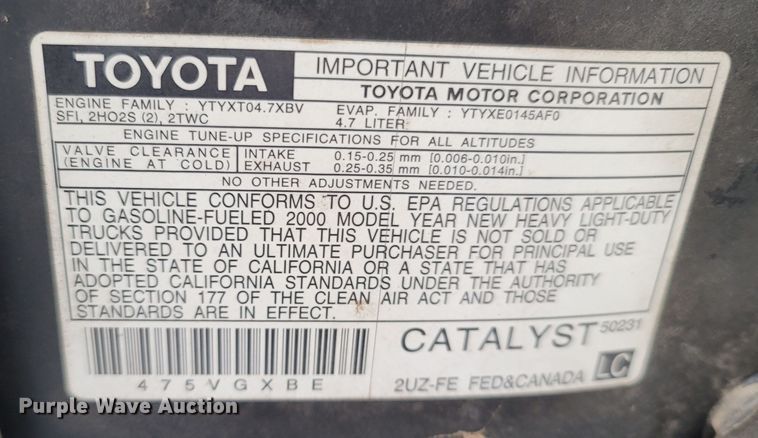 TOYOTA
IMPORTANT VEHICLE INFORMATION
TOYOTA MOTOR CORPORATION
ENGINE FAMILY : YTYXT04.7XBV EVAP. FAMILY : YTYXE0145AF0
SFI, 2HO2S (2), 2TWC 4.7 LITER
ENGINE TUNE-UP SPECIFICATIONS FOR ALL ALTITUDES
VALVE CLEARANCE INTAKE 0.15-0.25 mm [0.006-0.010in.]
(ENGINE AT COLD) EXHAUST 0.25-0.35 mm [0.010-0.014in.]
NO OTHER ADJUSTMENTS NEEDED.
THIS VEHICLE CONFORMS TO U.S. EPA REGULATIONS APPLICABLE
TO GASOLINE-FUELED 2000 MODEL YEAR NEW HEAVY LIGHT-DUTY
TRUCKS PROVIDED THAT THIS VEHICLE IS NOT SOLD OR
DELIVERED TO AN ULTIMATE PURCHASER FOR PRINCIPAL USE
IN THE STATE OF CALIFORNIA OR A STATE THAT HAS
ADOPTED CALIFORNIA STANDARDS UNDER THE AUTHORITY
OF SECTION 177 OF THE CLEAN AIR ACT AND THOSE
STANDARDS ARE IN EFFECT.
CATALYST 50231
475VGXBE
2UZ-FE FED&CANADA LC
Purple Wave Auction